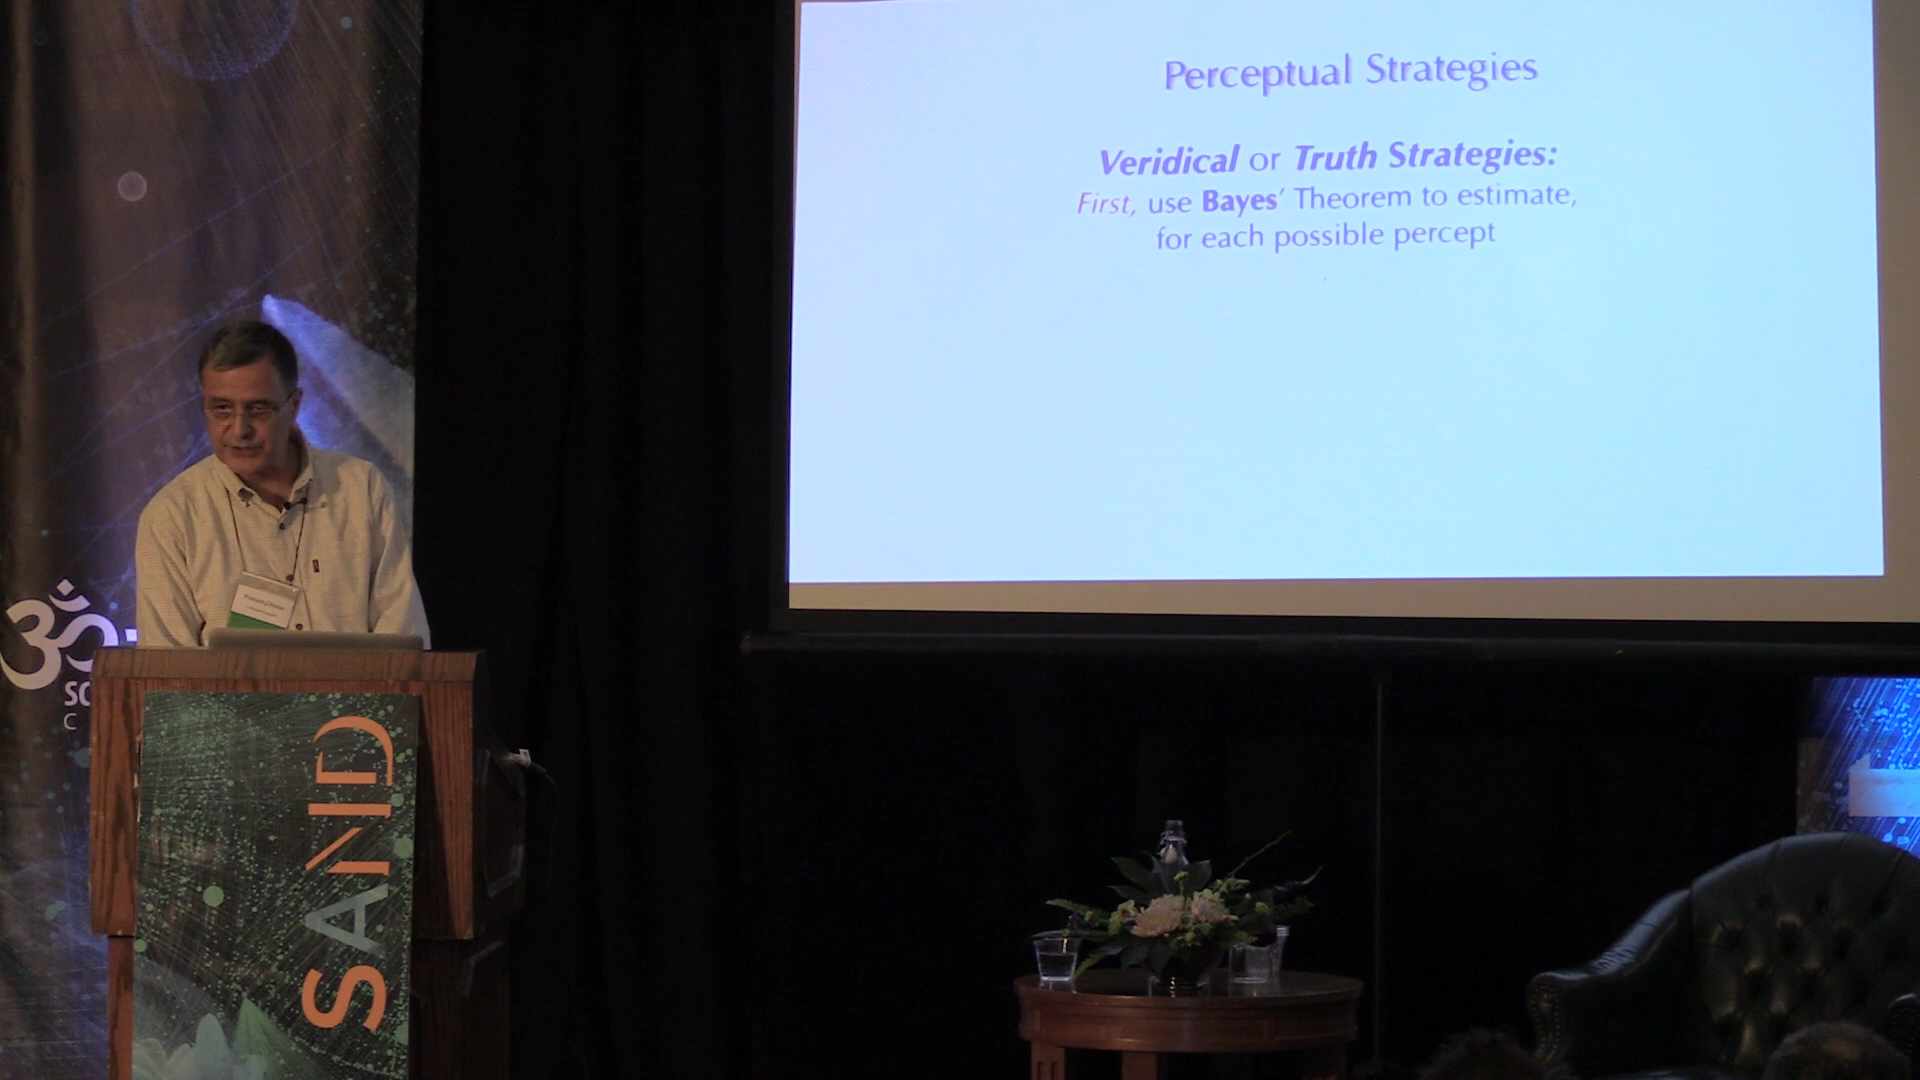 Perceptual Strategies
Veridical or Truth Strategies:
First, use Bayes' Theorem to estimate,
for each possible percept
SAND